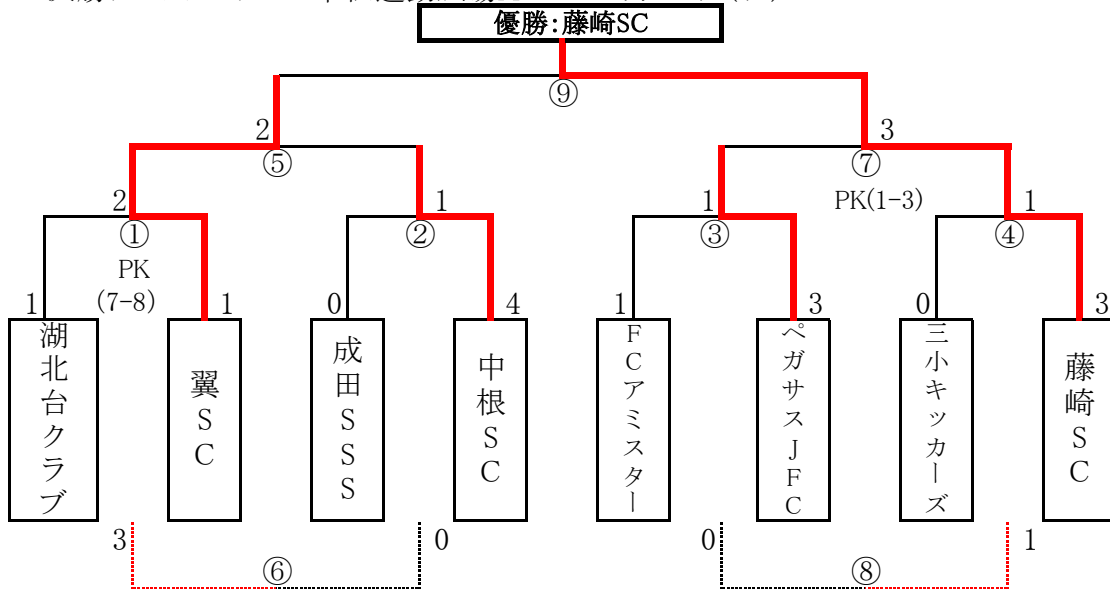 優勝：藤崎SC
⑨
2
3
⑤
⑦
2
1
1
PK(1-3)
1
①
②
③
④
PK
(7-8)
1
1
0
4
1
3
0
3
湖北台クラブ
翼SC
成田SSS
中根SC
FCアミスター
ペガサスJFC
三小キッカーズ
藤崎SC
3
0
0
1
⑥
⑧